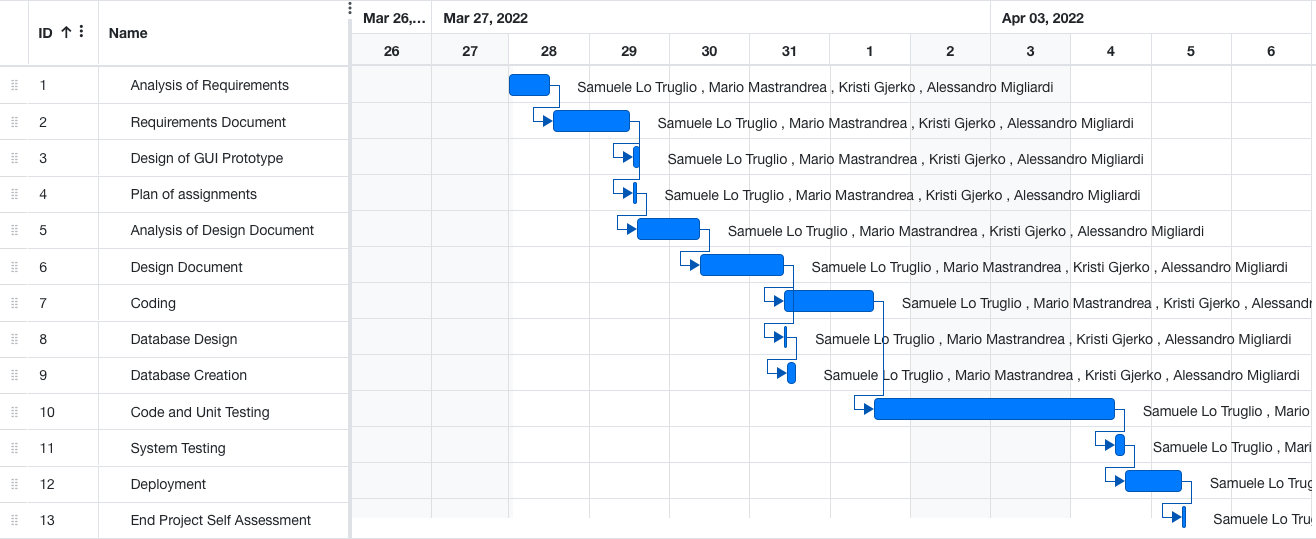 ID Name Mar 26,... Mar 27, 2022 Apr 03, 2022
26 27 28 29 30 31 1 2 3 4 5 6
1 Analysis of Requirements Samuele Lo Truglio , Mario Mastrandrea , Kristi Gjerko , Alessandro Migliardi
2 Requirements Document Samuele Lo Truglio , Mario Mastrandrea , Kristi Gjerko , Alessandro Migliardi
3 Design of GUI Prototype Samuele Lo Truglio , Mario Mastrandrea , Kristi Gjerko , Alessandro Migliardi
4 Plan of assignments Samuele Lo Truglio , Mario Mastrandrea , Kristi Gjerko , Alessandro Migliardi
5 Analysis of Design Document Samuele Lo Truglio , Mario Mastrandrea , Kristi Gjerko , Alessandro Migliardi
6 Design Document Samuele Lo Truglio , Mario Mastrandrea , Kristi Gjerko , Alessandro Migliardi
7 Coding Samuele Lo Truglio , Mario Mastrandrea , Kristi Gjerko , Alessandr
8 Database Design Samuele Lo Truglio , Mario Mastrandrea , Kristi Gjerko , Alessandro Migliardi
9 Database Creation Samuele Lo Truglio , Mario Mastrandrea , Kristi Gjerko , Alessandro Migliardi
10 Code and Unit Testing Samuele Lo Truglio , Mario
11 System Testing Samuele Lo Truglio , Mari
12 Deployment Samuele Lo Trug
13 End Project Self Assessment Samuele Lo Tru